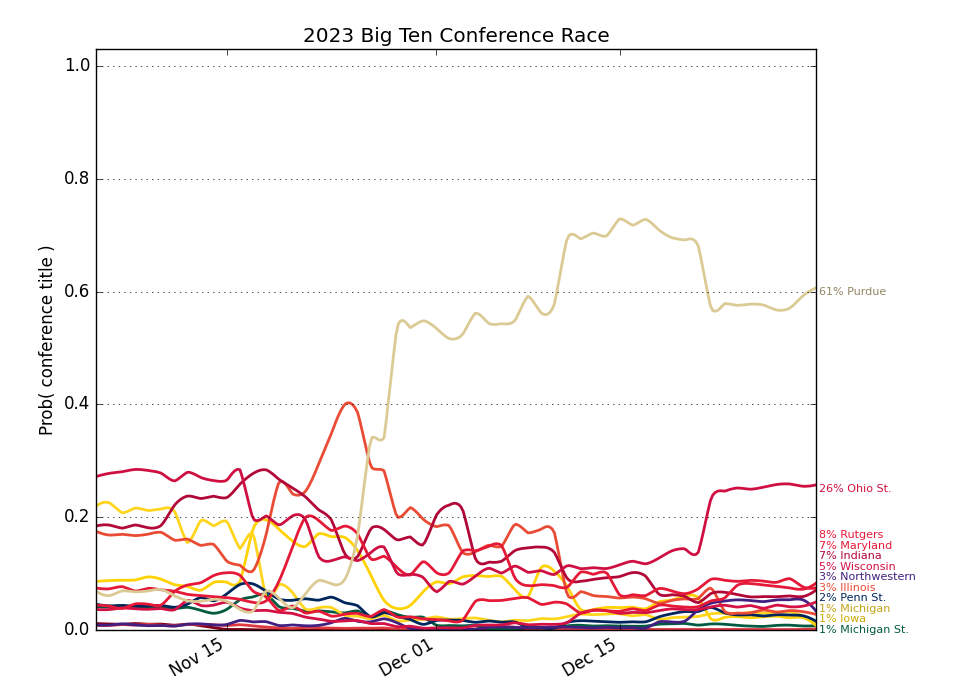 2023 Big Ten Conference Race
Prob( conference title )
1.0
0.8
0.6
0.4
0.2
0.0
Nov 15
Dec 01
Dec 15
61% Purdue
26% Ohio St.
8% Rutgers
7% Maryland
7% Indiana
5% Wisconsin
3% Northwestern
3% Illinois
2% Penn St.
1% Michigan
1% Iowa
1% Michigan St.